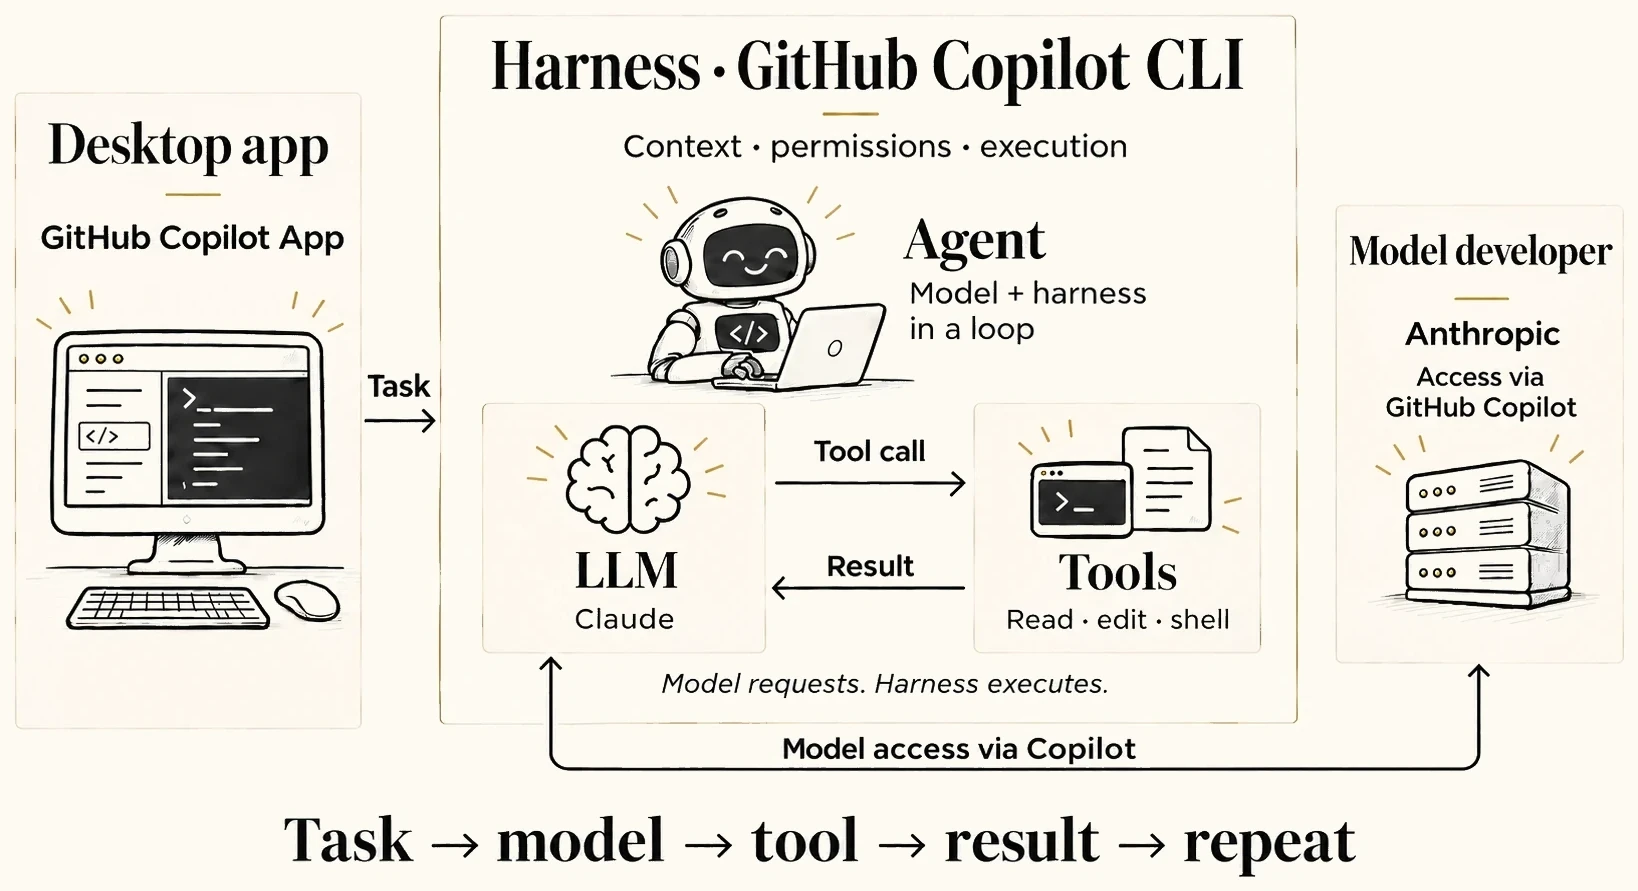 Harness · GitHub Copilot CLI
Context · permissions · execution
Desktop app
GitHub Copilot App
</>
Task
Agent
Model + harness
in a loop
</>
LLM
Claude
Tool call
Result
Tools
Read · edit · shell
Model requests. Harness executes.
Model developer
Anthropic
Access via
GitHub Copilot
Model access via Copilot
Task → model → tool → result → repeat